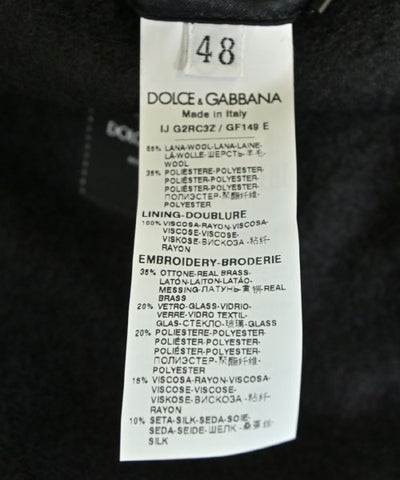 48
DOLCE & GABBANA
Made in Italy
IJ G2RC3Z / GF149 E
65% LANA-WOOL-LANA-LAINE-
LÃ-WOLLE-ШЕРСТЬ-羊毛-
WOOL
35% POLIESTERE-POLYESTER-
POLIÉSTER-POLYESTER-
POLIÉSTER-POLYESTER-
ПОЛИЭСТЕР-聚酯纤维-
POLYESTER
LINING-DOUBLURE
100% VISCOSA-RAYON-VISCOSA-
VISCOSE-VISCOSE-
VISKOSE-ВИСКОЗА-粘纤-
RAYON
EMBROIDERY-BRODERIE
35% OTTONE-REAL BRASS-
LATÓN-LAITON-LATÃO-
MESSING-ЛАТУНЬ-黄铜-REAL
BRASS
20% VETRO-GLASS-VIDRIO-
VERRE-VIDRO TEXTIL-
GLAS-СТЕКЛО-玻璃-GLASS
20% POLIESTERE-POLYESTER-
POLIÉSTER-POLYESTER-
POLIÉSTER-POLYESTER-
ПОЛИЭСТЕР-聚酯纤维-
POLYESTER
15% VISCOSA-RAYON-VISCOSA-
VISCOSE-VISCOSE-
VISKOSE-ВИСКОЗА-粘纤-
RAYON
10% SETA-SILK-SEDA-SOIE-
SEDA-SEIDE-ШЕЛК-桑蚕丝-
SILK